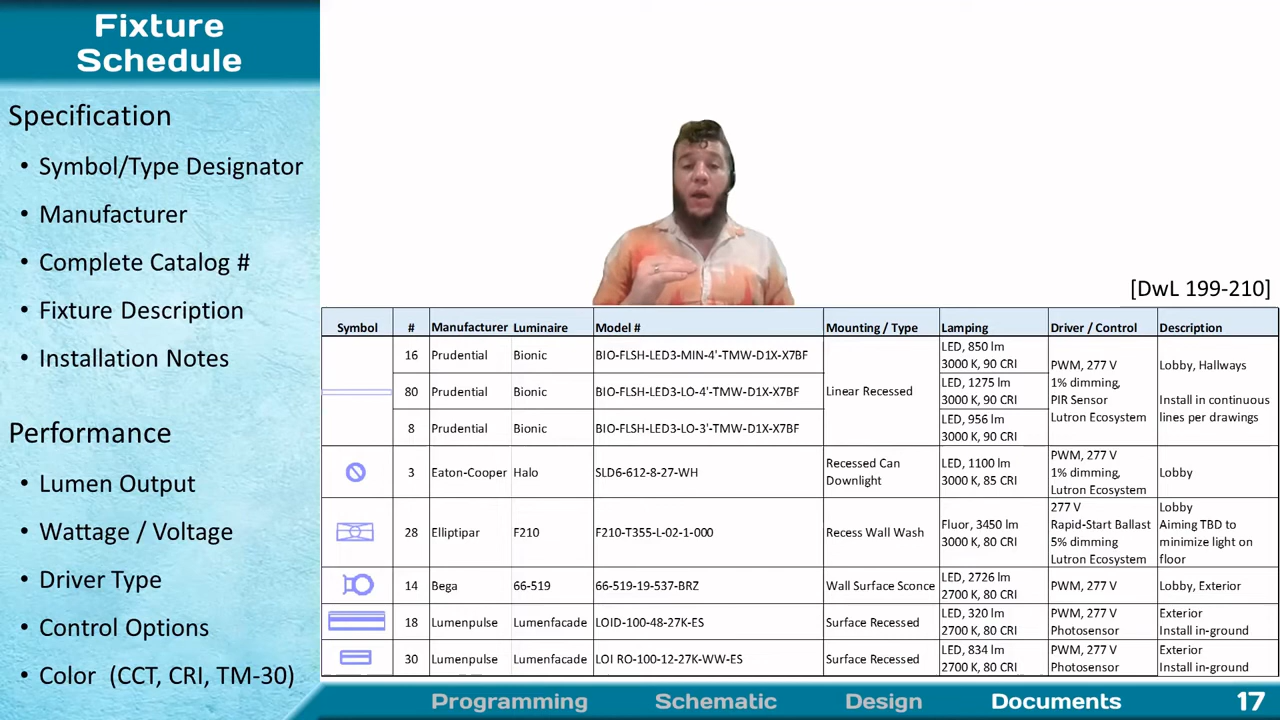 Fixture
Schedule
Specification
• Symbol/Type Designator
• Manufacturer
• Complete Catalog #
• Fixture Description
• Installation Notes
Performance
• Lumen Output
• Wattage / Voltage
• Driver Type
• Control Options
• Color (CCT, CRI, TM-30)
[DwL 199-210]
Symbol # Manufacturer Luminaire Model # Mounting / Type Lamping Driver / Control Description
16 Prudential Bionic BIO-FLSH-LED3-MIN-4'-TMW-D1X-X7BF
LED, 850 lm
3000 K, 90 CRI
80 Prudential Bionic BIO-FLSH-LED3-LO-4'-TMW-D1X-X7BF
Linear Recessed
LED, 1275 lm
3000 K, 90 CRI
8 Prudential Bionic BIO-FLSH-LED3-LO-3'-TMW-D1X-X7BF
LED, 956 lm
3000 K, 90 CRI
PWM, 277 V
1% dimming,
PIR Sensor
Lutron Ecosystem
Lobby, Hallways
Install in continuous
lines per drawings
3 Eaton-Cooper Halo SLD6-612-8-27-WH
Recessed Can
Downlight
LED, 1100 lm
3000 K, 85 CRI
PWM, 277 V
1% dimming,
Lutron Ecosystem
Lobby
28 Elliptipar F210 F210-T355-L-02-1-000 Recess Wall Wash
Fluor, 3450 lm
3000 K, 80 CRI
277 V
Rapid-Start Ballast
5% dimming
Lutron Ecosystem
Lobby
Aiming TBD to
minimize light on
floor
14 Bega 66-519 66-519-19-537-BRZ Wall Surface Sconce
LED, 2726 lm
2700 K, 80 CRI
PWM, 277 V
Lobby, Exterior
18 Lumenpulse Lumenfacade LOID-100-48-27K-ES Surface Recessed
LED, 320 lm
2700 K, 80 CRI
PWM, 277 V
Photosensor
Exterior
Install in-ground
30 Lumenpulse Lumenfacade LOI RO-100-12-27K-WW-ES Surface Recessed
LED, 834 lm
2700 K, 80 CRI
PWM, 277 V
Photosensor
Exterior
Install in-ground
Programming Schematic Design Documents 17